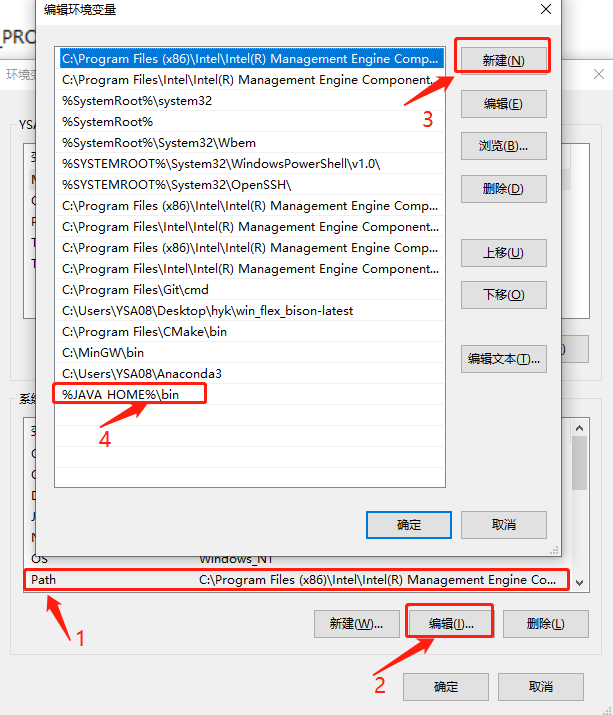 编辑环境变量
_PRO
环境变
YSA
C:\Program Files (x86)\Intel\Intel(R) Management Engine Comp...
新建(N)
C:\Program Files\Intel\Intel(R) Management Engine Component...
%SystemRoot%\system32
编辑(E)
3
%SystemRoot%
%SystemRoot%\System32\Wbem
浏览(B)...
%SYSTEMROOT%\System32\WindowsPowerShell\v1.0\
%SYSTEMROOT%\System32\OpenSSH\
删除(D)
C:\Program Files (x86)\Intel\Intel(R) Management Engine Comp...
C:\Program Files\Intel\Intel(R) Management Engine Component...
C:\Program Files (x86)\Intel\Intel(R) Management Engine Comp...
上移(U)
C:\Program Files\Intel\Intel(R) Management Engine Component...
C:\Program Files\Git\cmd
下移(O)
C:\Users\YSA08\Desktop\hyk\win_flex_bison-latest
C:\Program Files\CMake\bin
C:\MinGW\bin
编辑文本(T)...
C:\Users\YSA08\Anaconda3
%JAVA_HOME%\bin
4
系统
确定
取消
OS Windows_NT
Path C:\Program Files (x86)\Intel\Intel(R) Management Engine Co...
1
新建(W)...
编辑(I)...
删除(L)
2
确定
取消